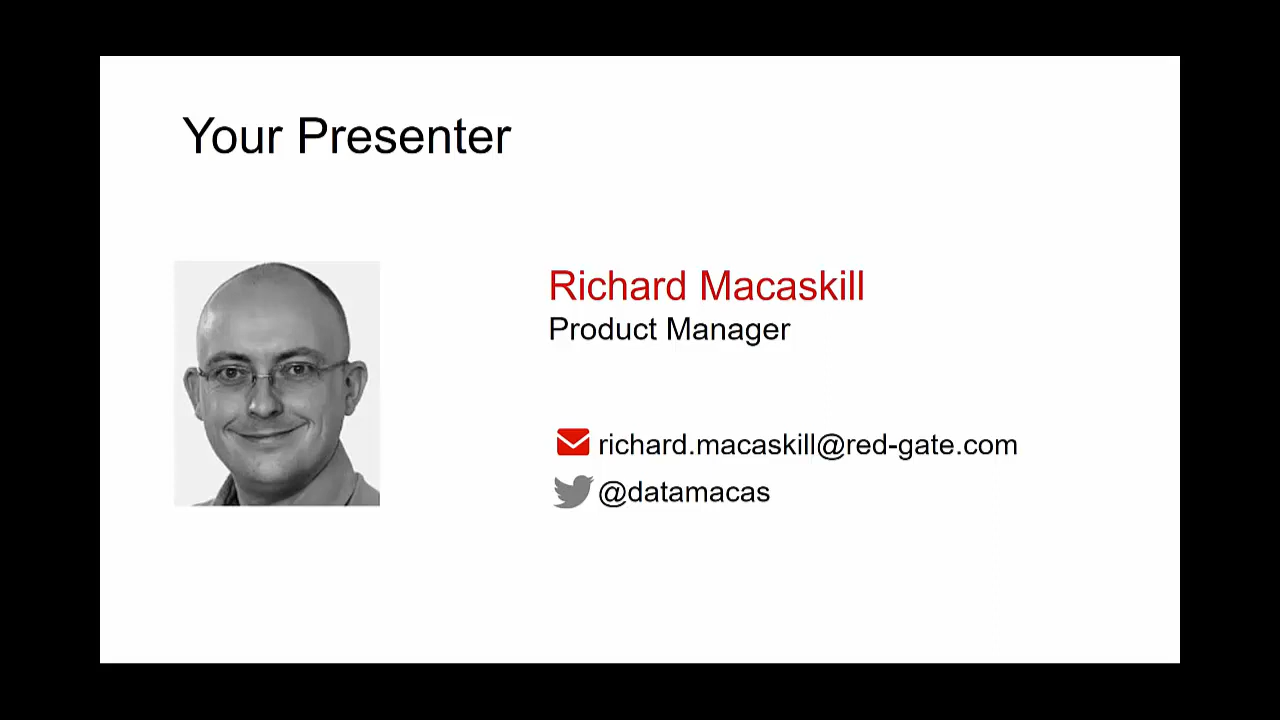 Your Presenter
Richard Macaskill
Product Manager
richard.macaskill@red-gate.com
@datamacas